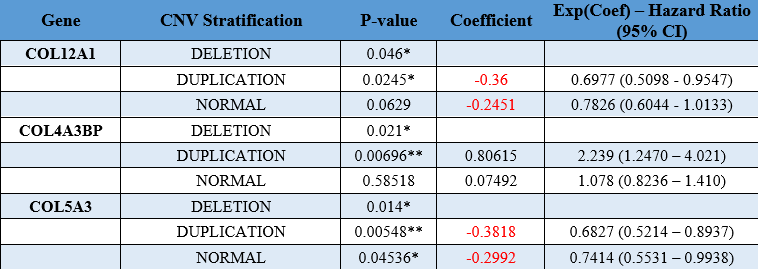 Gene CNV Stratification P-value Coefficient Exp(Coef) – Hazard Ratio
(95% CI)
COL12A1 DELETION 0.046*
DUPLICATION 0.0245* -0.36 0.6977 (0.5098 - 0.9547)
NORMAL 0.0629 -0.2451 0.7826 (0.6044 - 1.0133)
COL4A3BP DELETION 0.021*
DUPLICATION 0.00696** 0.80615 2.239 (1.2470 – 4.021)
NORMAL 0.58518 0.07492 1.078 (0.8236 – 1.410)
COL5A3 DELETION 0.014*
DUPLICATION 0.00548** -0.3818 0.6827 (0.5214 – 0.8937)
NORMAL 0.04536* -0.2992 0.7414 (0.5531 – 0.9938)